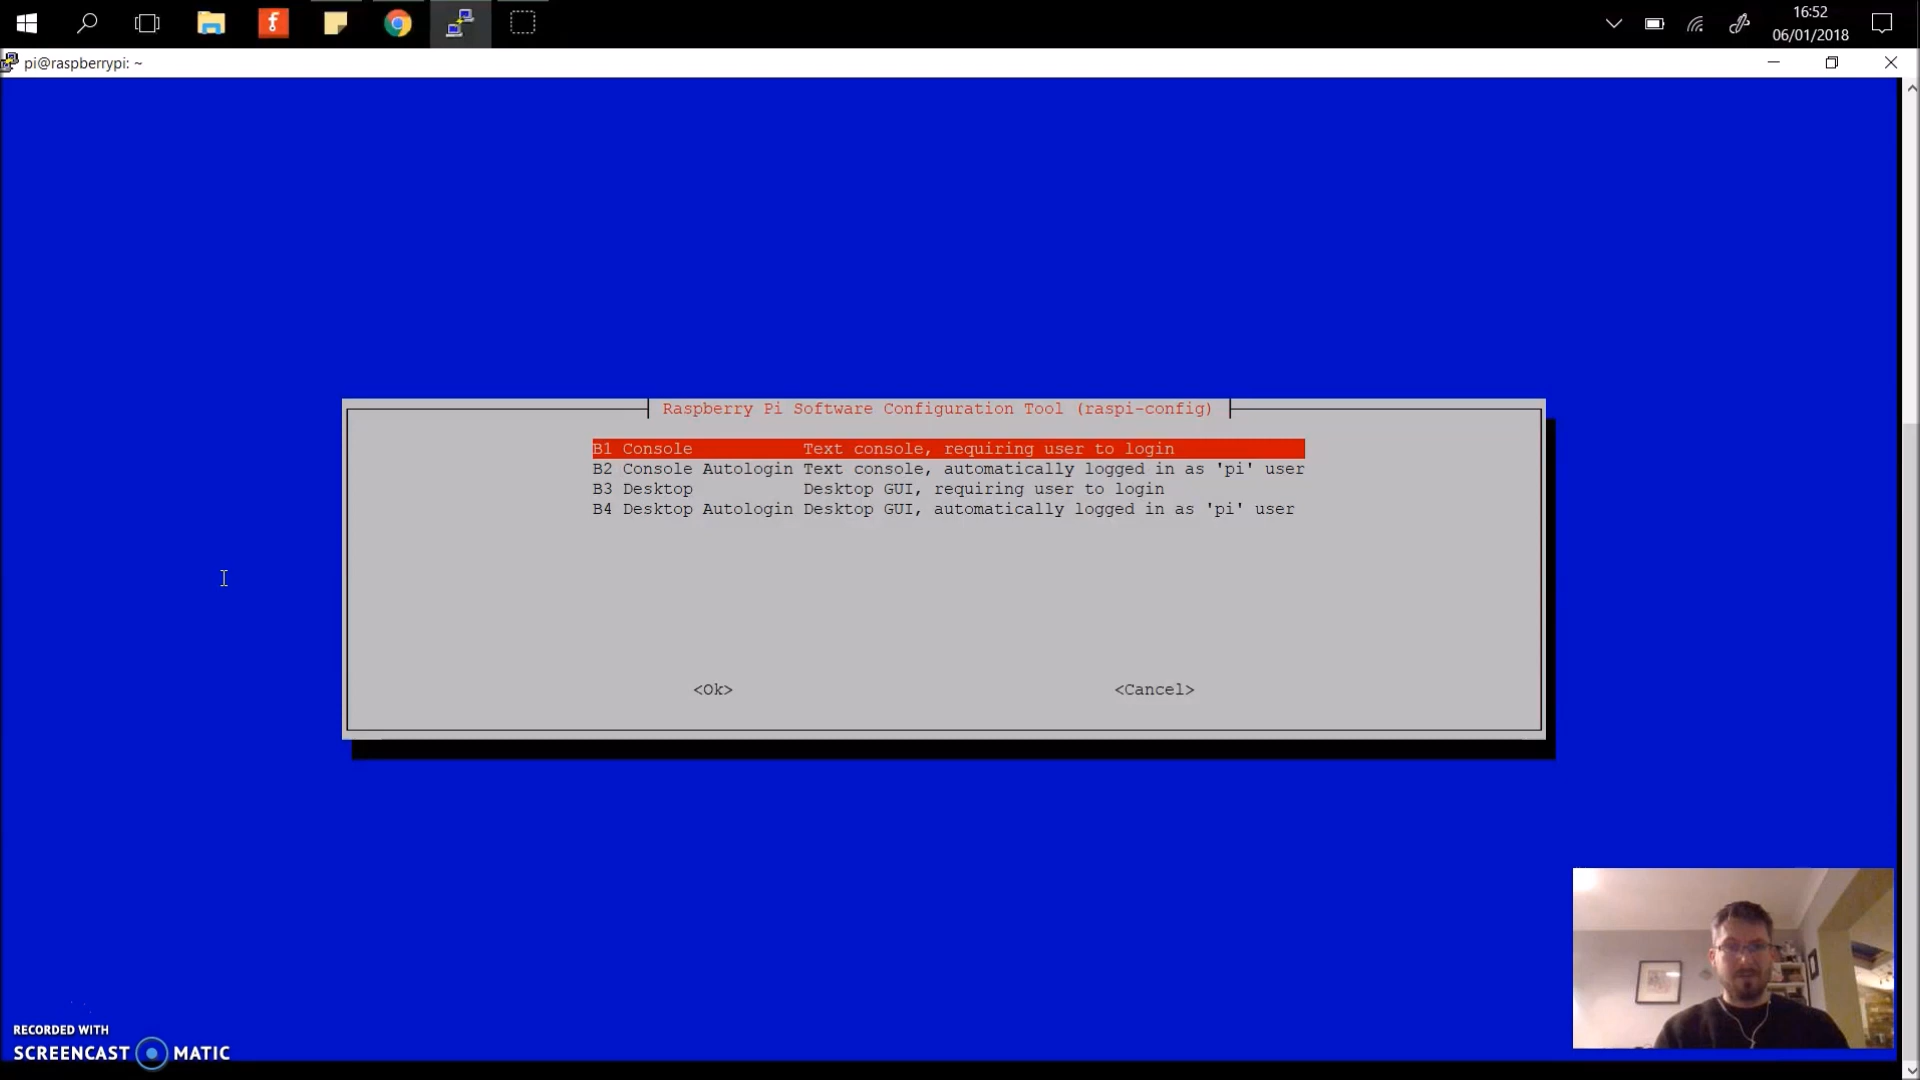 16:52
06/01/2018
pi@raspberrypi: ~
Raspberry Pi Software Configuration Tool (raspi-config)
B1 Console Text console, requiring user to login
B2 Console Autologin Text console, automatically logged in as 'pi' user
B3 Desktop Desktop GUI, requiring user to login
B4 Desktop Autologin Desktop GUI, automatically logged in as 'pi' user
<Ok> <Cancel>
RECORDED WITH
SCREENCAST MATIC